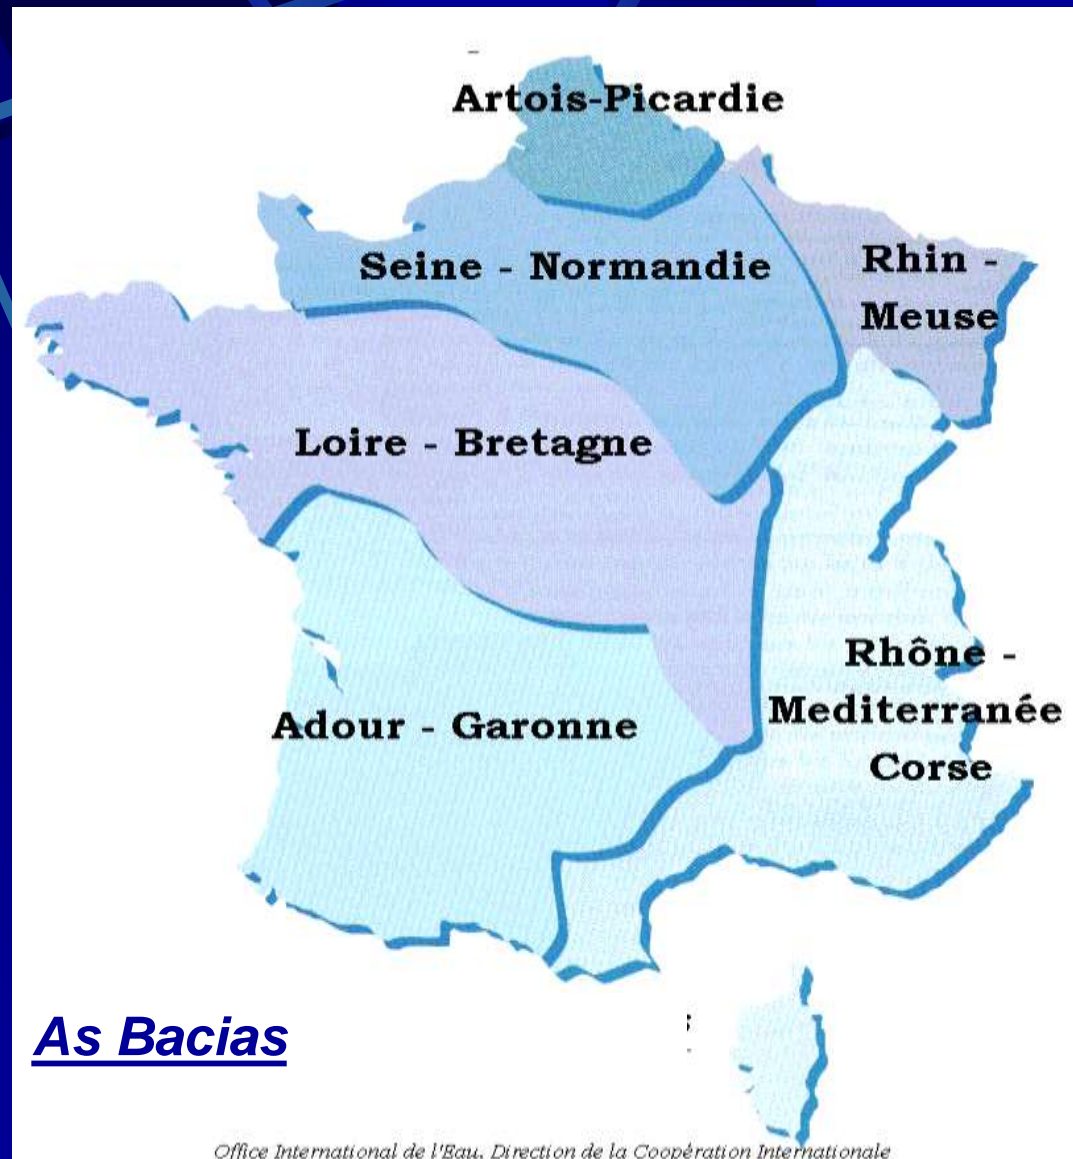 Artois-Picardie
Seine - Normandie
Rhin -
Meuse
Loire - Bretagne
Rhône -
Mediterranée
Corse
Adour - Garonne
As Bacias
Office International de l'Eau, Direction de la Coopération Internationale